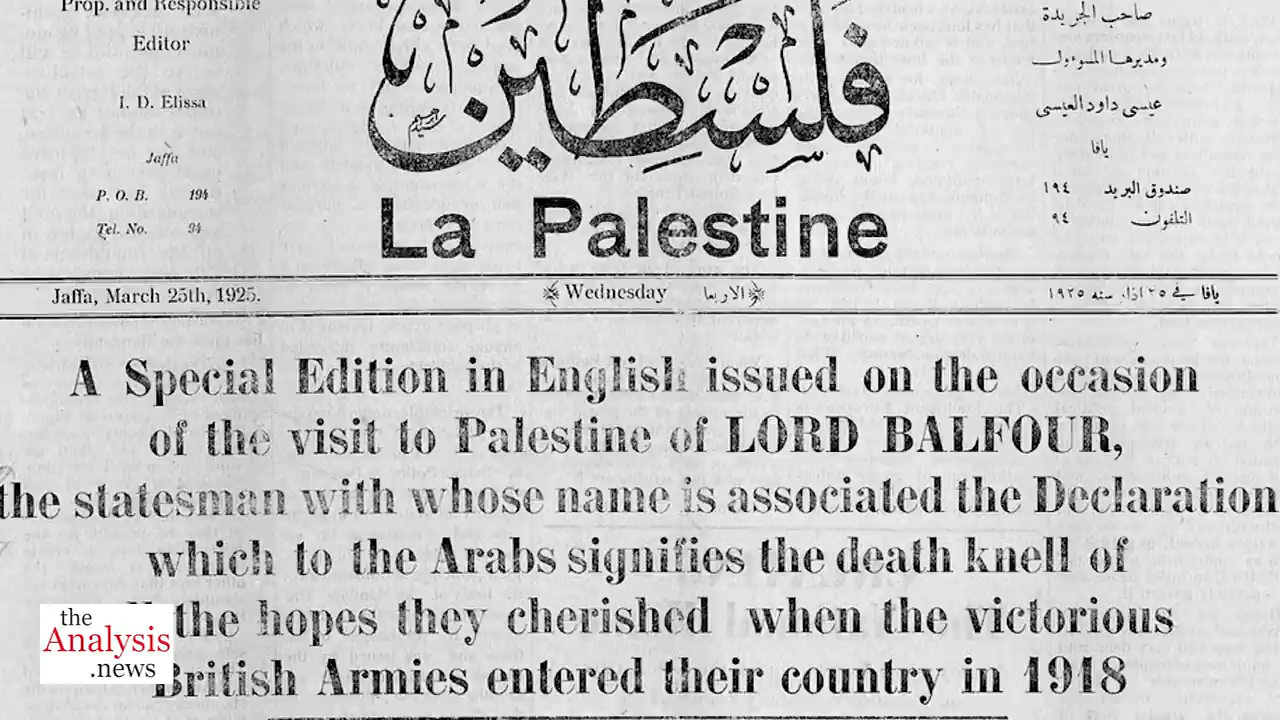 Prop. and Responsible
Editor
I. D. Elissa
Jaffa
P. O. B. 194
Tel. No. 94
فلسطين
La Palestine
صاحب الجريدة
ومديرها المسؤول
عيسى داود العيسى
يافا
صندوق البريد ١٩٤
التلفون ٩٤
Jaffa, March 25th, 1925.
Wednesday الاربعا
يافا في ٢٥ اذار سنه ١٩٢٥
A Special Edition in English issued on the occasion
of the visit to Palestine of LORD BALFOUR,
the statesman with whose name is associated the Declaration
which to the Arabs signifies the death knell of
the hopes they cherished when the victorious
British Armies entered their country in 1918
the
Analysis
.news